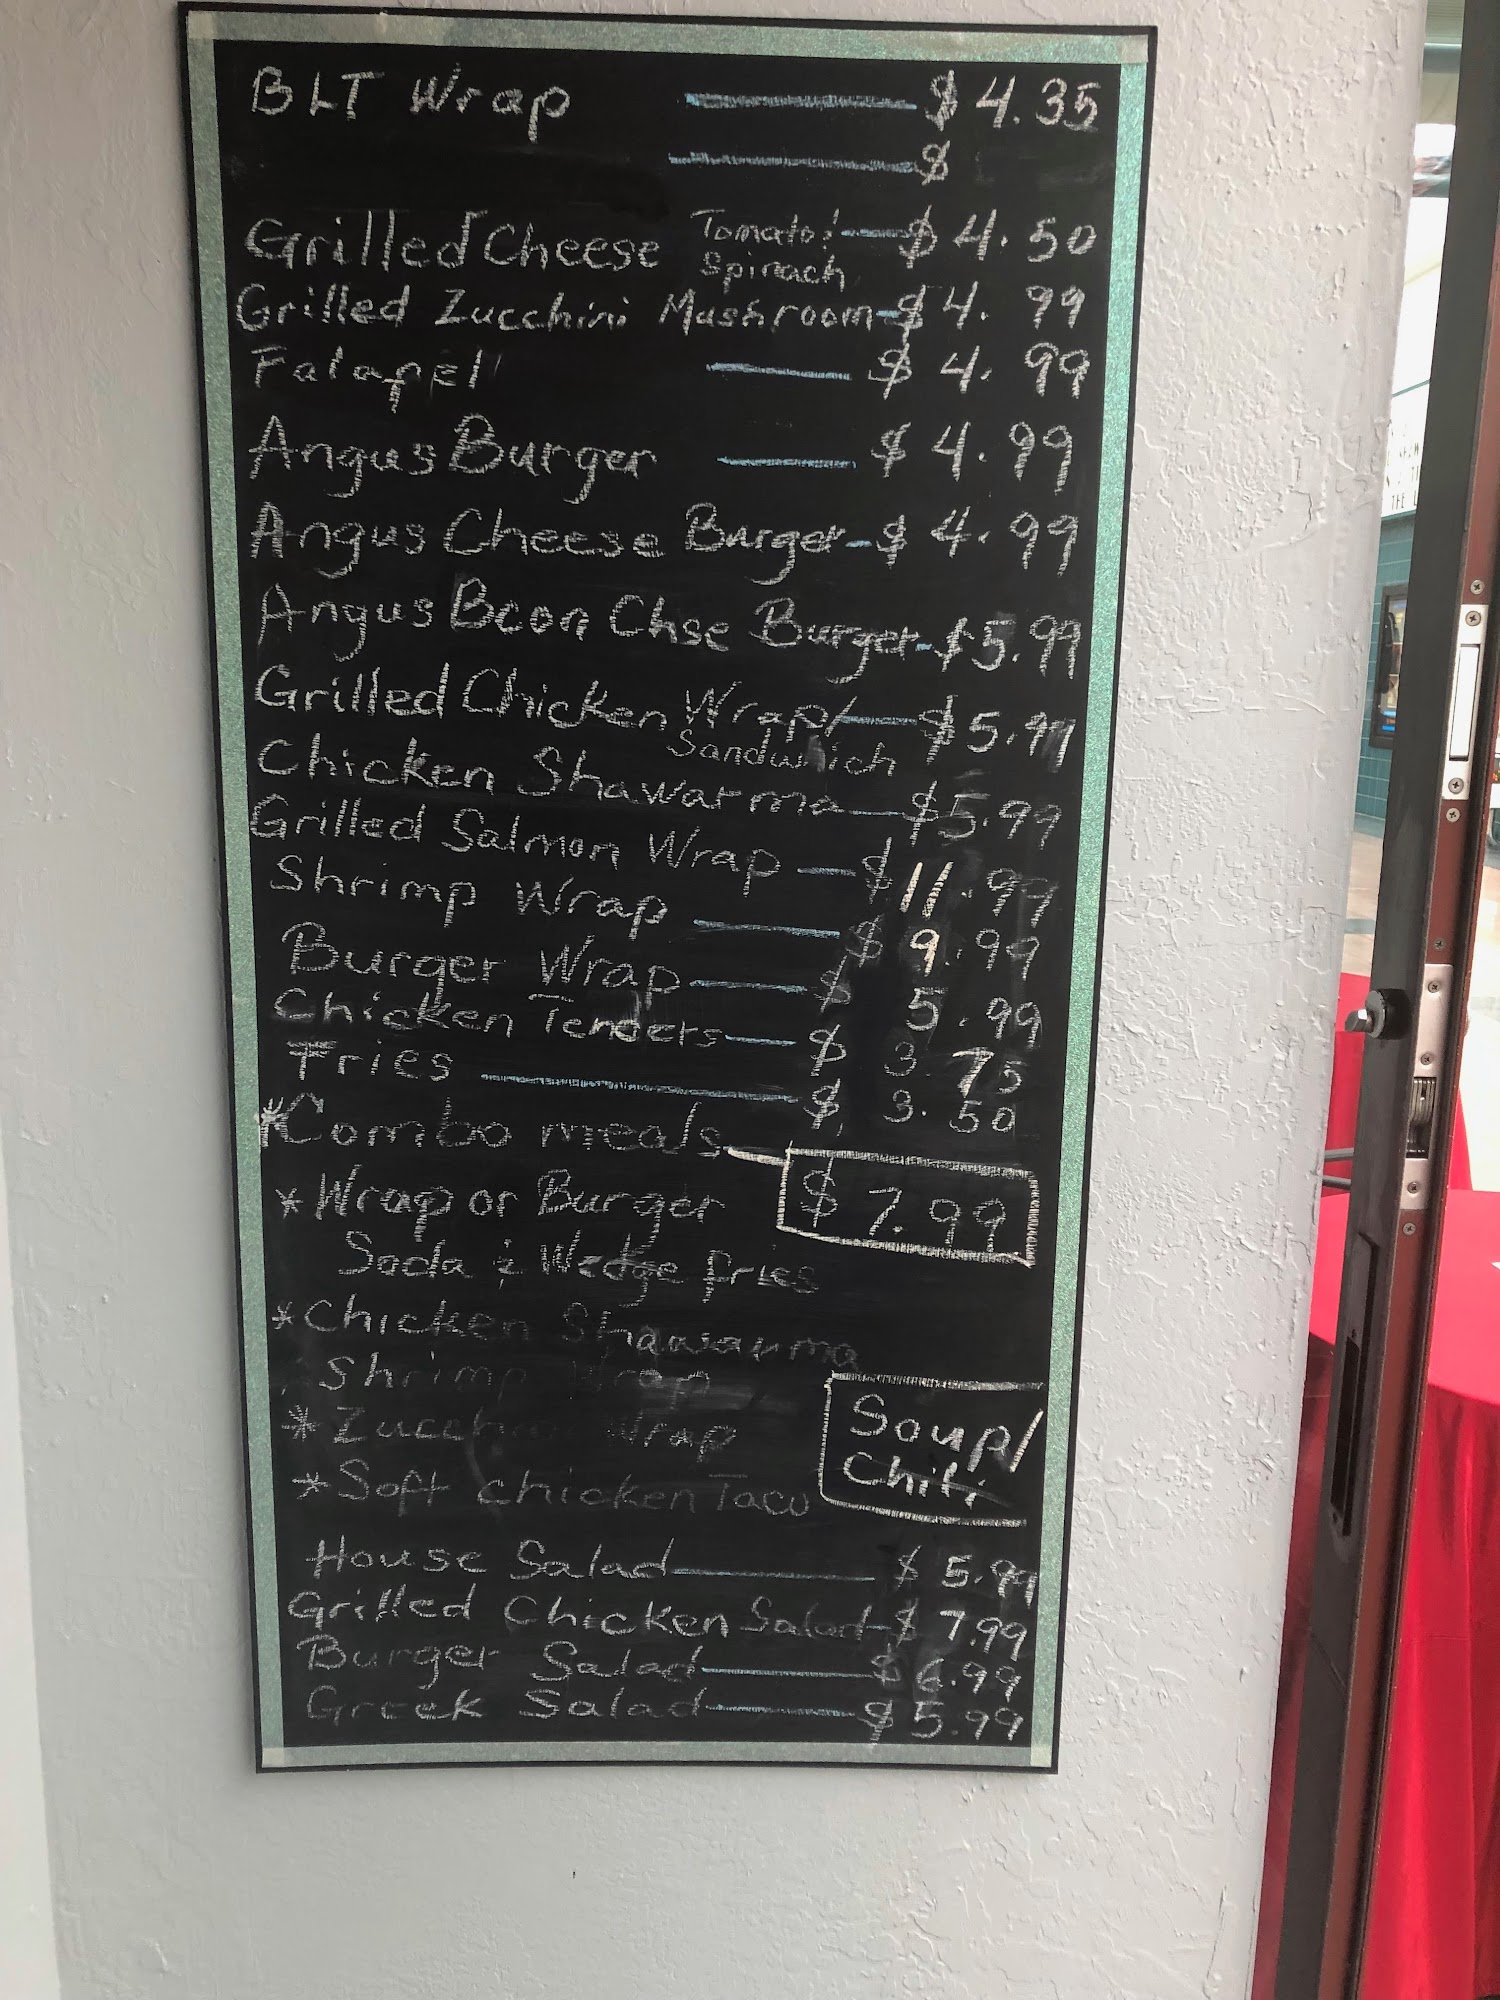 BLT Wrap $4.35
$
Grilled Cheese Tomato! $4.50
Spinach
Grilled Zucchini Mushroom-$4.99
Falafel $4.99
Angus Burger $4.99
Angus Cheese Burger-$4.99
Angus Bcon Chse Burger-$5.99
Grilled Chicken Wrap/ $5.99
Sandwich
Chicken Shawarma $5.99
Grilled Salmon Wrap $11.99
Shrimp Wrap $9.99
Burger Wrap $5.99
Chicken Tenders $3.75
Fries $3.50
*Combo meals $7.99
*Wrap or Burger
Soda & Wedge fries
*Chicken Shawarma
Shrimp Wrap
*Zucchini Wrap
*Soft chicken Taco
Soup/
Chili
House Salad $5.99
Grilled Chicken Salad-$7.99
Burger Salad $6.99
Greek Salad $5.99